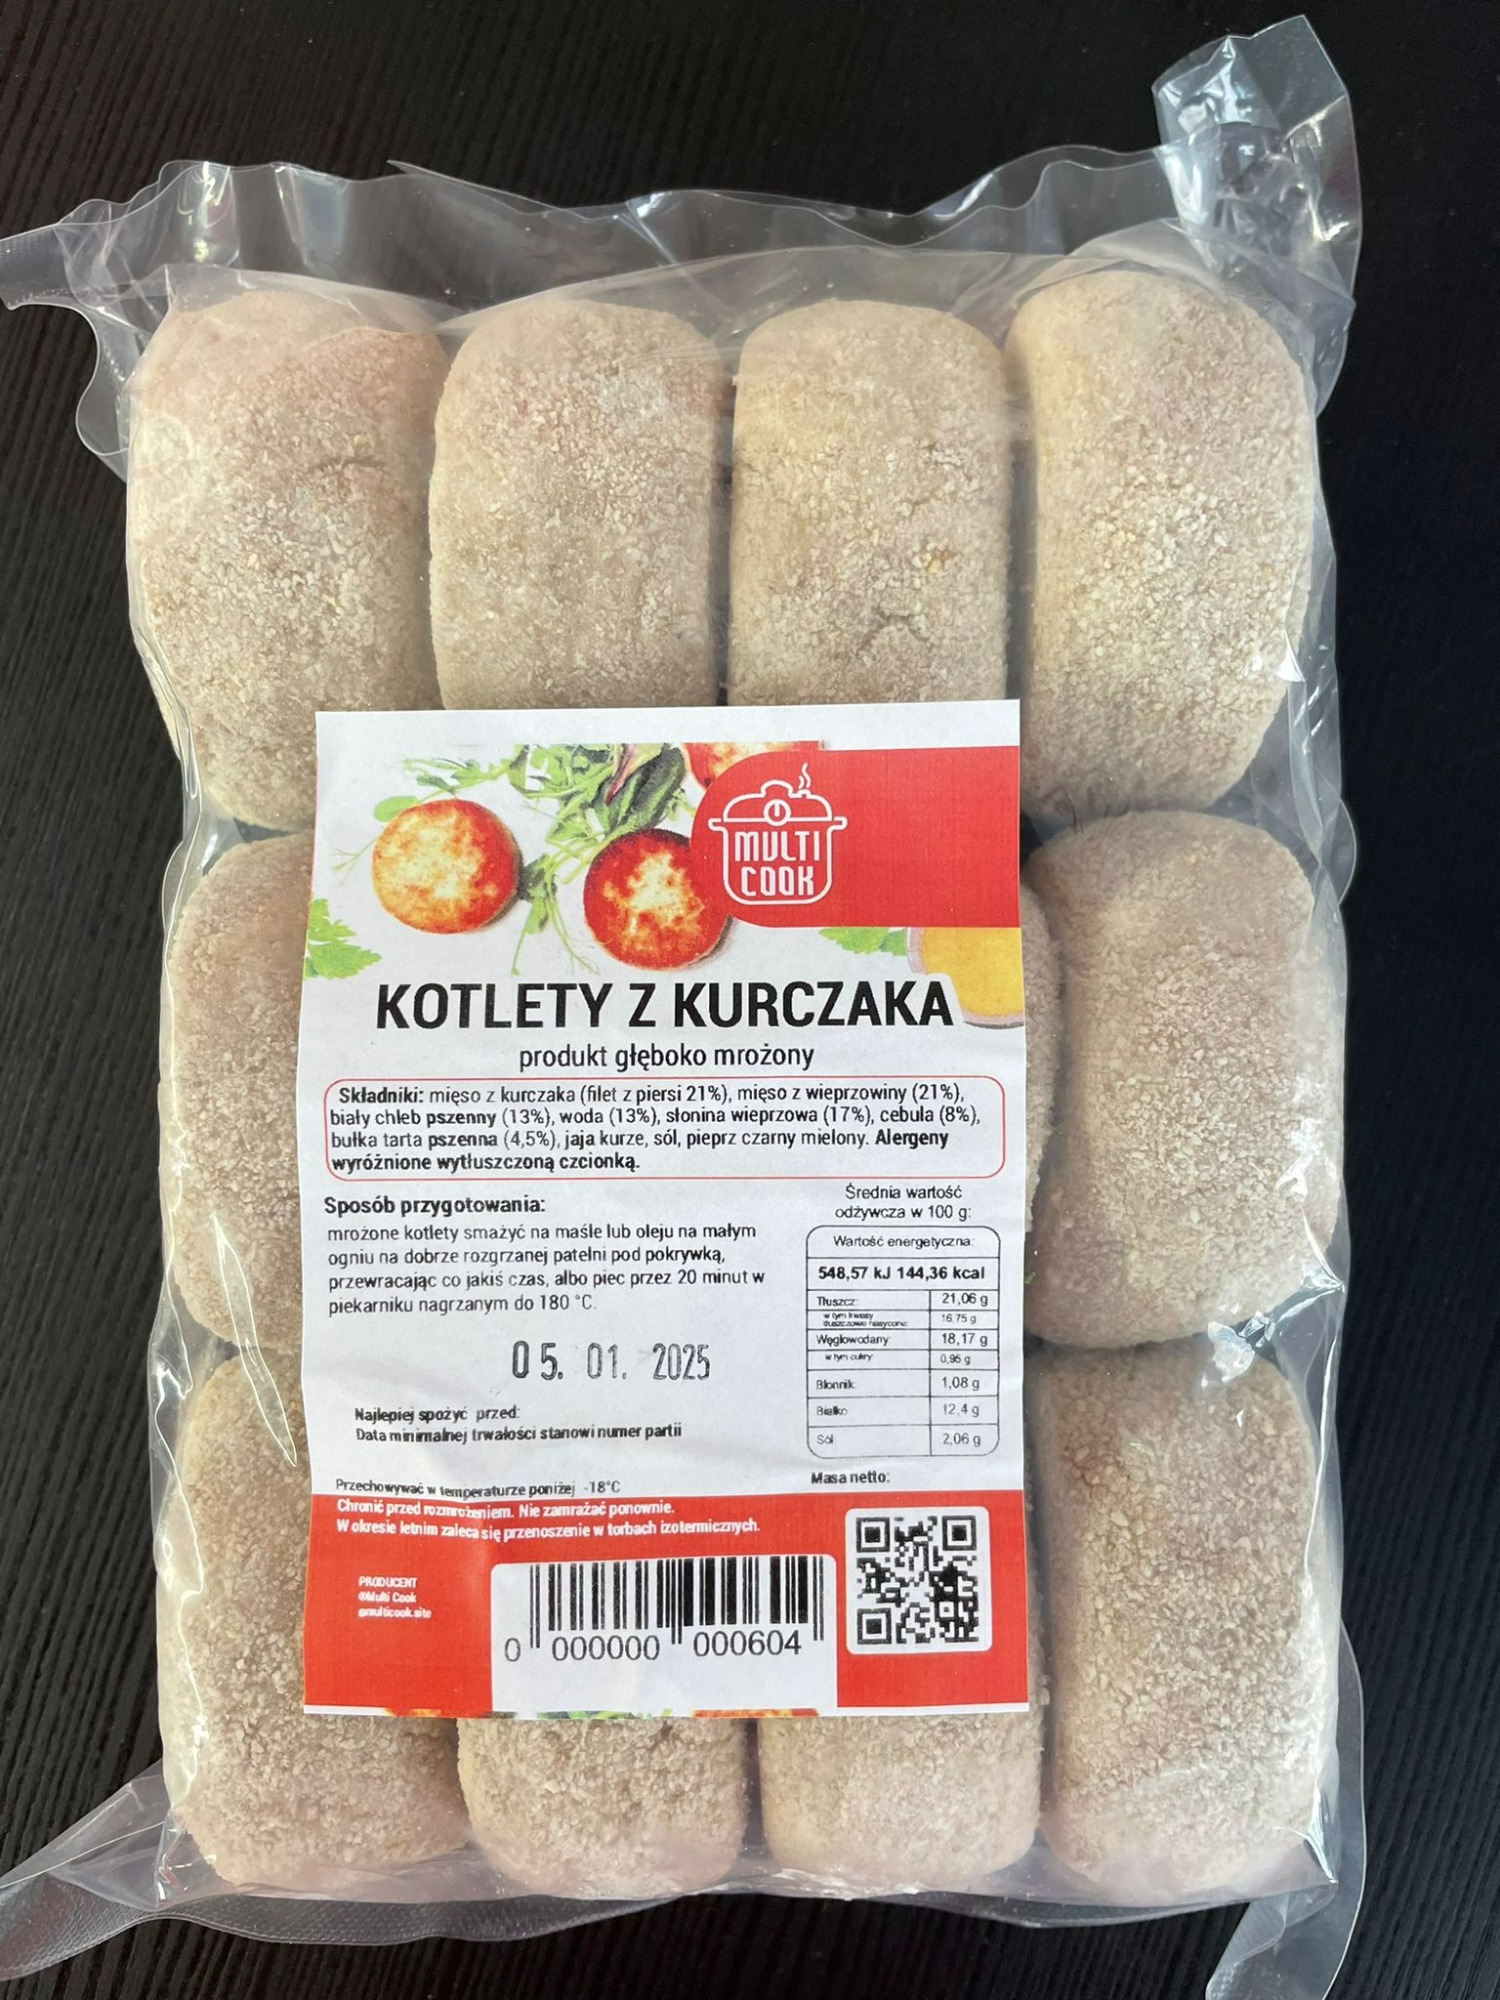 MULTI
COOK
KOTLETY Z KURCZAKA
produkt głęboko mrożony
Składniki: mięso z kurczaka (filet z piersi 21%), mięso z wieprzowiny (21%),
biały chleb pszenny (13%), woda (13%), słonina wieprzowa (17%), cebula (8%),
bułka tarta pszenna (4,5%), jaja kurze, sól, pieprz czarny mielony. Alergeny
wyróżnione wytłuszczoną czcionką.
Sposób przygotowania:
mrożone kotlety smażyć na maśle lub oleju na małym
ogniu na dobrze rozgrzanej patelni pod pokrywką,
przewracając co jakiś czas, albo piec przez 20 minut w
piekarniku nagrzanym do 180 °C.
05. 01. 2025
Najlepiej spożyć przed:
Data minimalnej trwałości stanowi numer partii
Średnia wartość
odżywcza w 100 g:
Wartość energetyczna:
548,57 kJ 144,36 kcal
Tłuszcz: 21,06 g
w tym kwasy
tłuszczowe nasycone: 16,75 g
Węglowodany: 18,17 g
w tym cukry: 0,95 g
Błonnik: 1,08 g
Białko 12,4 g
Sól: 2,06 g
Masa netto:
Przechowywać w temperaturze poniżej -18°C
Chronić przed rozmrożeniem. Nie zamrażać ponownie.
W okresie letnim zaleca się przenoszenie w torbach izotermicznych.
PRODUCENT
©Multi Cook
@multicook.site
0 000000 000604